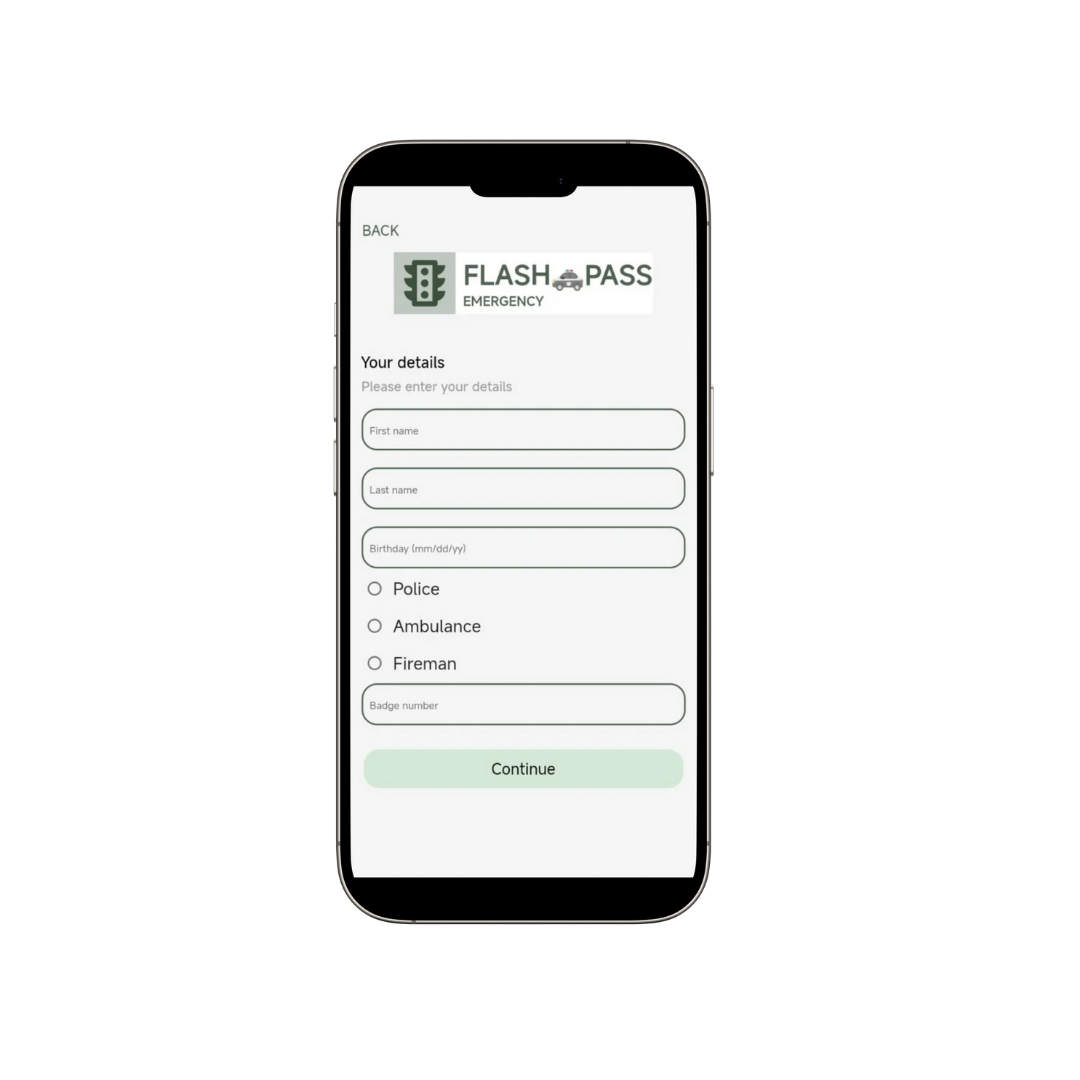 BACK
FLASH PASS
EMERGENCY
Your details
Please enter your details
First name
Last name
Birthday (mm/dd/yy)
Police
Ambulance
Fireman
Badge number
Continue